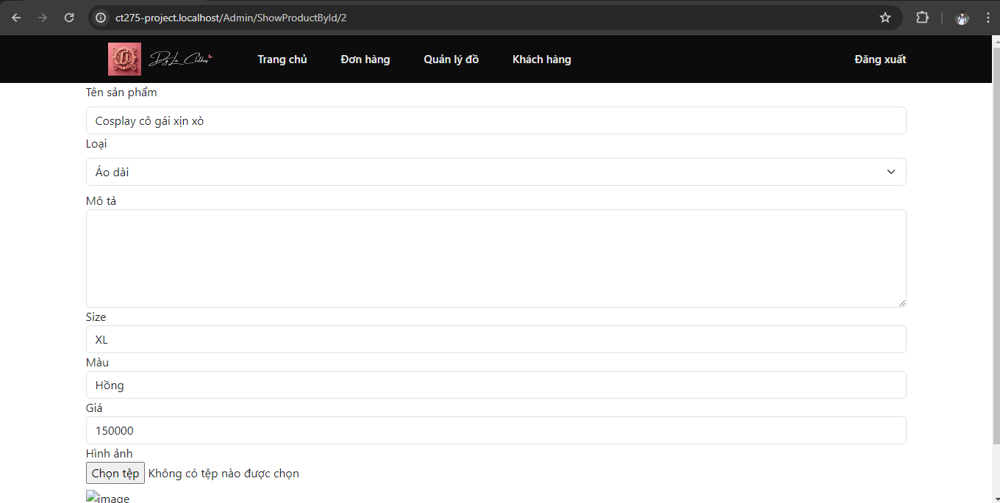 ct275-project.localhost/Admin/ShowProductById/2
DyLa_Clothes Trang chủ Đơn hàng Quản lý đồ Khách hàng Đăng xuất
Tên sản phẩm
Cosplay cô gái xịn xò
Loại
Áo dài
Mô tả
Size
XL
Màu
Hồng
Giá
150000
Hình ảnh
Chọn tệp Không có tệp nào được chọn
image